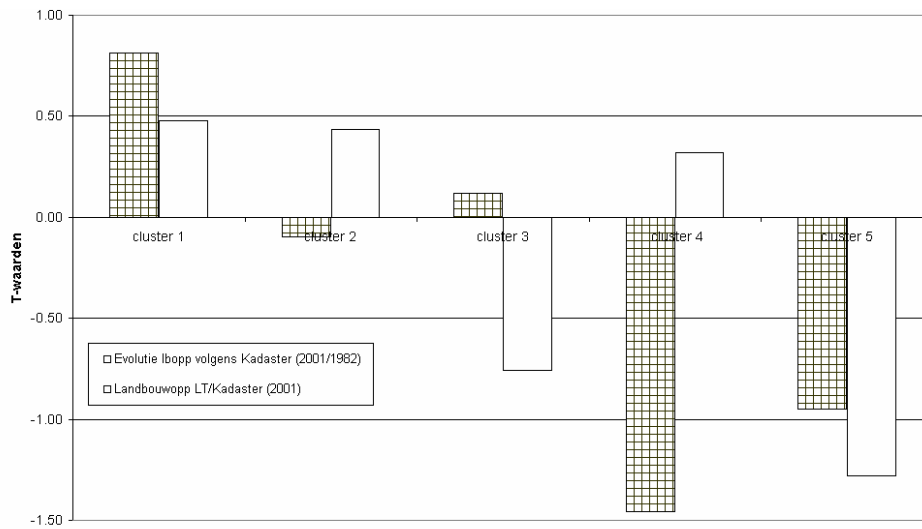 1.00
0.50
0.00
cluster 1 cluster 2 cluster 3 cluster 4 cluster 5
T-waarden
-0.50
Evolutie lbopp volgens Kadaster (2001/1982)
Landbouwopp LT/Kadaster (2001)
-1.00
-1.50